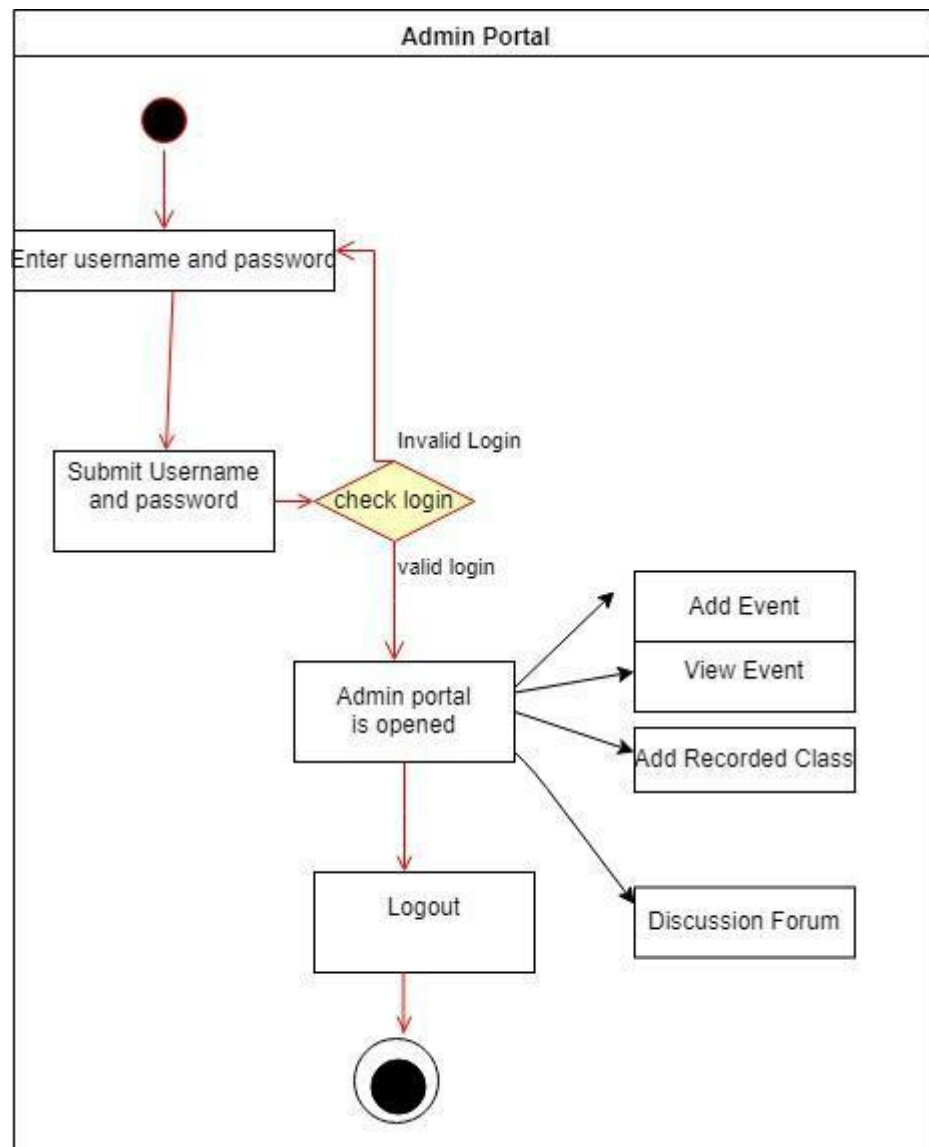 Admin Portal
Enter username and password
Invalid Login
Submit Username
and password
check login
valid login
Add Event
View Event
Admin portal
is opened
Add Recorded Class
Logout
Discussion Forum